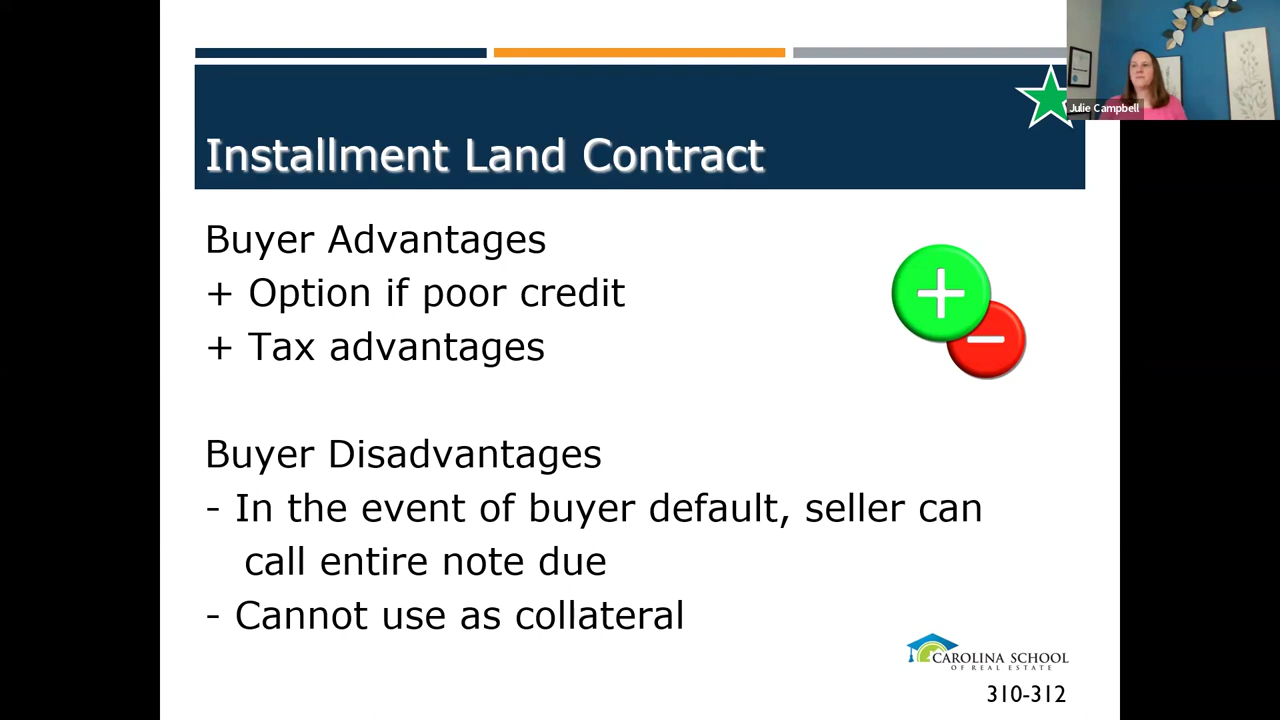 Julie Campbell
Installment Land Contract
Buyer Advantages
+ Option if poor credit
+ Tax advantages
Buyer Disadvantages
- In the event of buyer default, seller can
call entire note due
- Cannot use as collateral
CAROLINA SCHOOL
OF REAL ESTATE
310-312